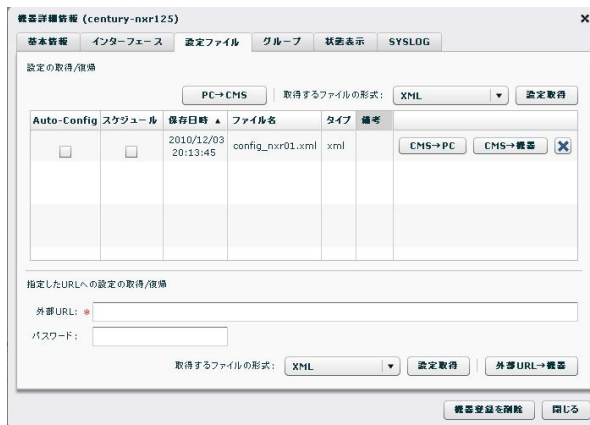 機器詳細情報 (century-nxr125)
基本情報 インターフェース 設定ファイル グループ 状態表示 SYSLOG
設定の取得/復帰
PC→CMS 取得するファイルの形式: XML 設定取得
Auto-Config スケジュール 保存日時 ▲ ファイル名 タイプ 備考
2010/12/03
20:13:45 config_nxr01.xml xml CMS→PC CMS→機器
指定したURLへの設定の取得/復帰
外部URL: *
パスワード:
取得するファイルの形式: XML 設定取得 外部URL→機器
機器登録を削除 閉じる